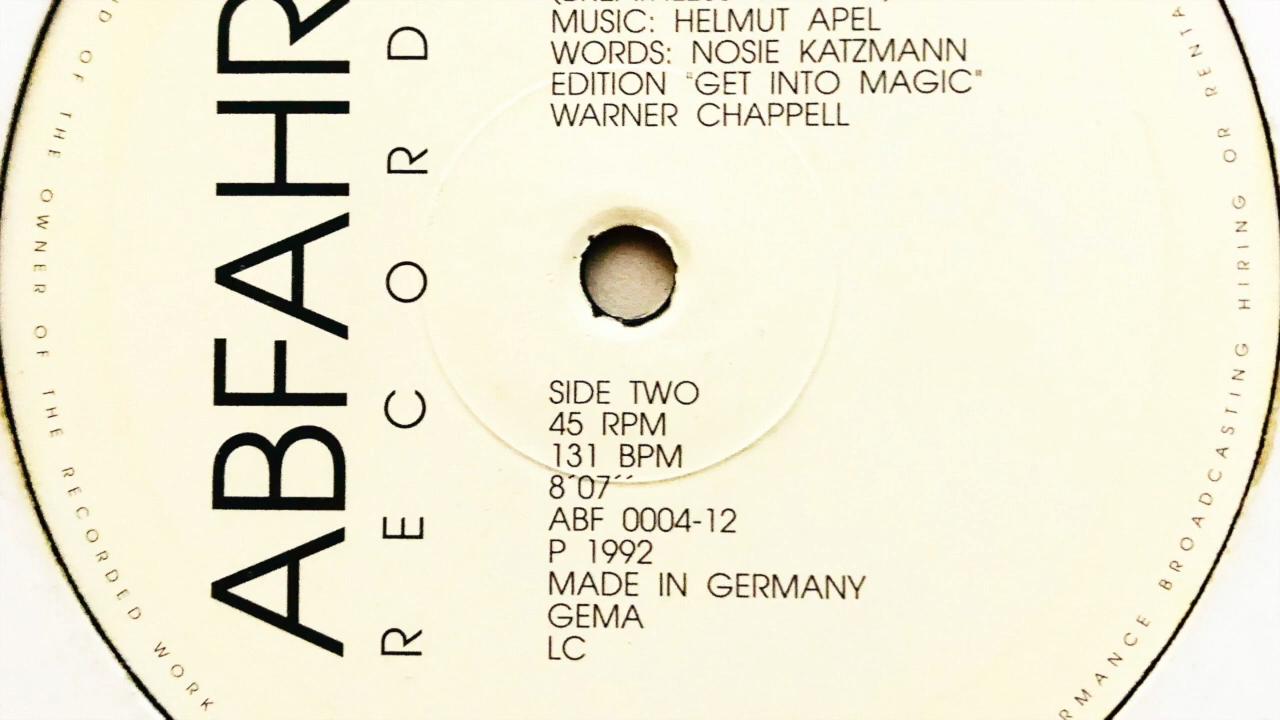 MUSIC: HELMUT APEL
WORDS: NOSIE KATZMANN
EDITION "GET INTO MAGIC"
WARNER CHAPPELL
ABFAHR
RECORD
SIDE TWO
45 RPM
131 BPM
8´07´´
ABF 0004-12
P 1992
MADE IN GERMANY
GEMA
LC
OF THE OWNER OF THE RECORDED WORK
RMANCE BROADCASTING HIRING OR RENTA